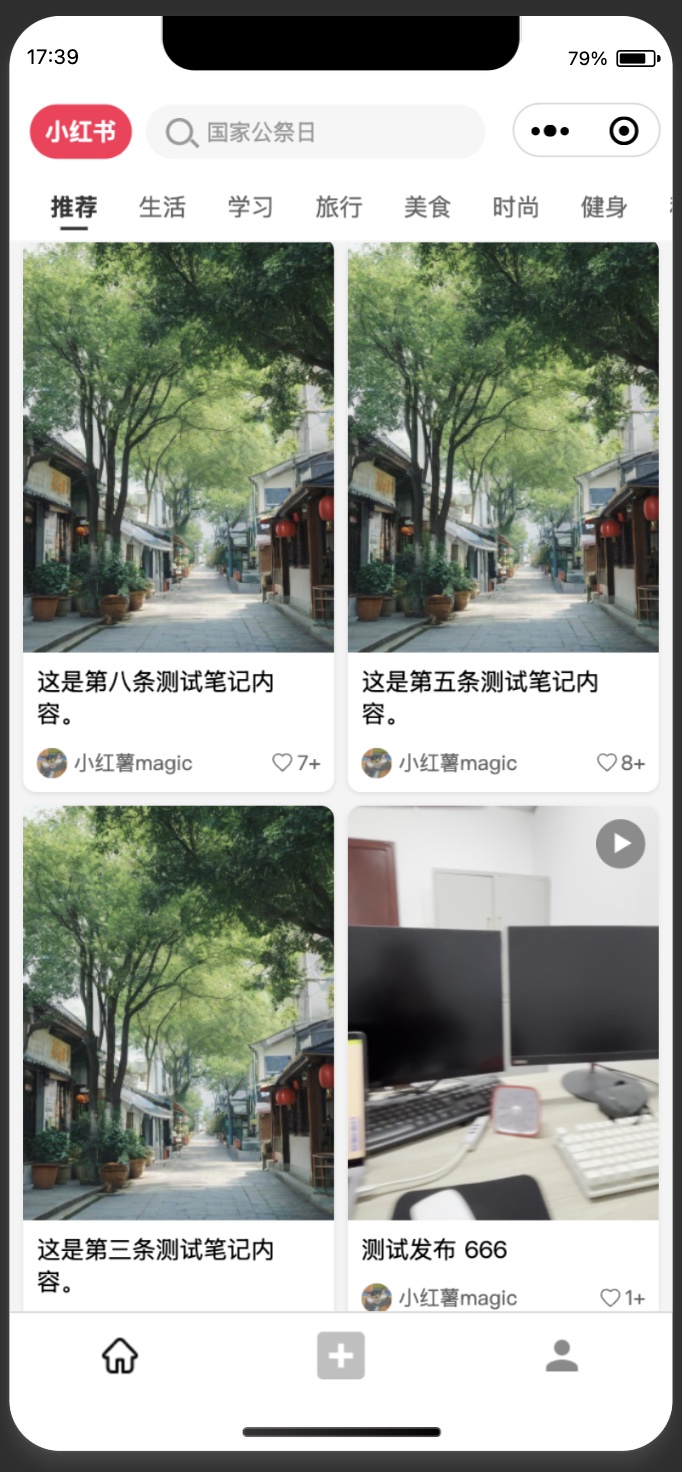 17:39
79%
小红书
国家公祭日
推荐 生活 学习 旅行 美食 时尚 健身
这是第八条测试笔记内
容。
小红薯magic 7+
这是第五条测试笔记内
容。
小红薯magic 8+
这是第三条测试笔记内
容。
测试发布 666
小红薯magic 1+